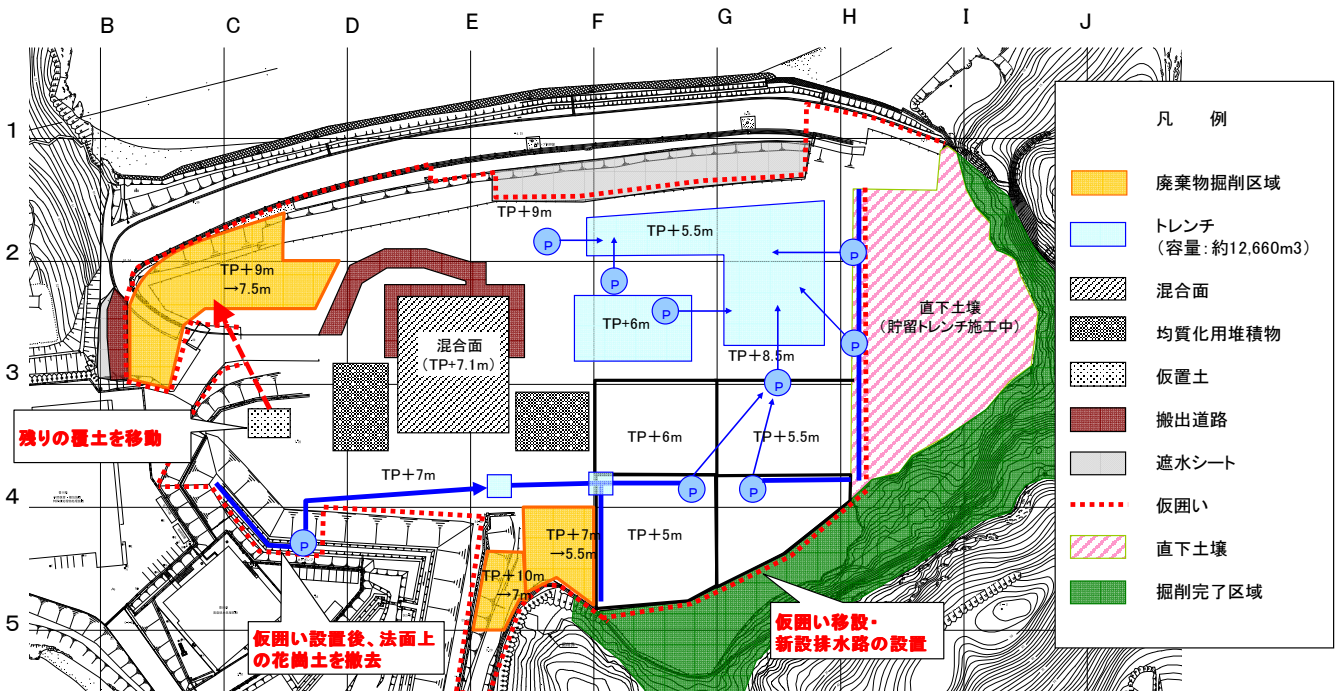 B C D E F G H I J
1
2
3
4
5
TP+9m
→7.5m
TP+9m
TP+5.5m
TP+6m
TP+8.5m
混合面
(TP+7.1m)
直下土壌
(貯留トレンチ施工中)
TP+6m
TP+5.5m
TP+7m
TP+5m
TP+7m
→5.5m
TP+10m
→7m
P
P
P
P
P
P
P
P
P
残りの覆土を移動
仮囲い設置後、法面上
の花崗土を撤去
仮囲い移設・
新設排水路の設置
凡 例
廃棄物掘削区域
トレンチ
(容量:約12,660m3)
混合面
均質化用堆積物
仮置土
搬出道路
遮水シート
仮囲い
直下土壌
掘削完了区域